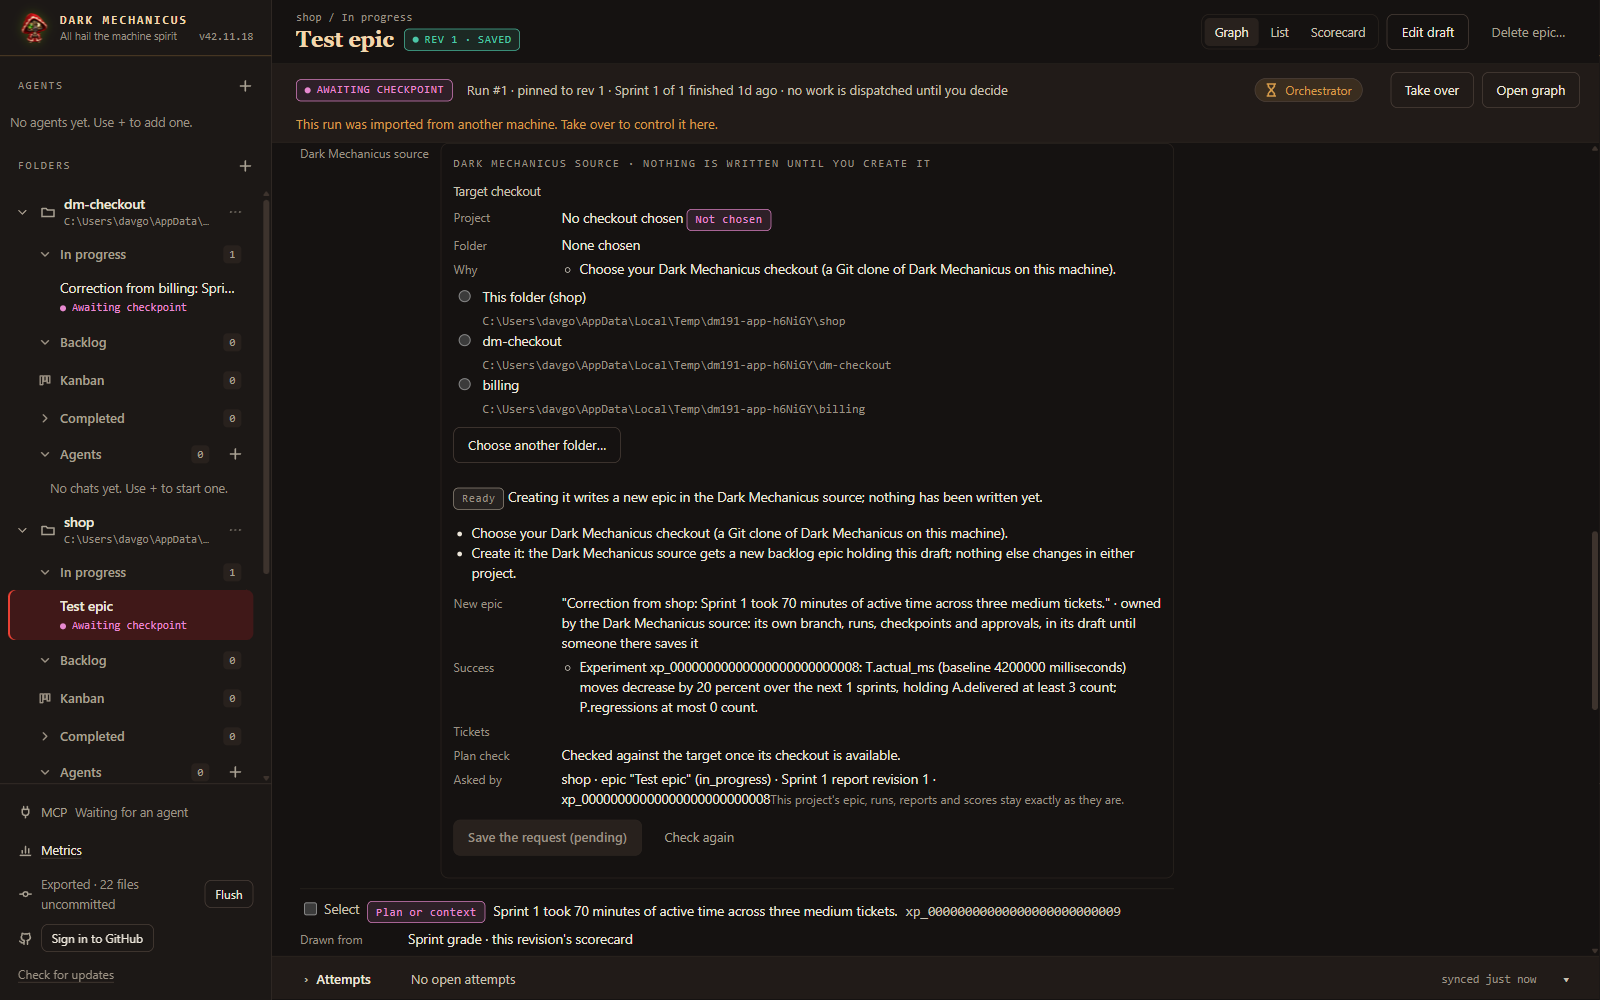 DARK MECHANICUS
All hail the machine spirit v42.11.18
AGENTS
No agents yet. Use + to add one.
FOLDERS
dm-checkout
C:\Users\davgo\AppData\…
In progress 1
Correction from billing: Spri...
Awaiting checkpoint
Backlog 0
Kanban 0
Completed 0
Agents 0
No chats yet. Use + to start one.
shop
C:\Users\davgo\AppData\…
In progress 1
Test epic
Awaiting checkpoint
Backlog 0
Kanban 0
Completed 0
Agents 0
MCP Waiting for an agent
Metrics
Exported · 22 files
uncommitted
Flush
Sign in to GitHub
Check for updates
shop / In progress
Test epic
REV 1 · SAVED
Graph List Scorecard
Edit draft
Delete epic...
AWAITING CHECKPOINT
Run #1 · pinned to rev 1 · Sprint 1 of 1 finished 1d ago · no work is dispatched until you decide
Orchestrator
Take over
Open graph
This run was imported from another machine. Take over to control it here.
Dark Mechanicus source
DARK MECHANICUS SOURCE · NOTHING IS WRITTEN UNTIL YOU CREATE IT
Target checkout
Project No checkout chosen Not chosen
Folder None chosen
Why Choose your Dark Mechanicus checkout (a Git clone of Dark Mechanicus on this machine).
This folder (shop)
C:\Users\davgo\AppData\Local\Temp\dm191-app-h6NiGY\shop
dm-checkout
C:\Users\davgo\AppData\Local\Temp\dm191-app-h6NiGY\dm-checkout
billing
C:\Users\davgo\AppData\Local\Temp\dm191-app-h6NiGY\billing
Choose another folder...
Ready Creating it writes a new epic in the Dark Mechanicus source; nothing has been written yet.
Choose your Dark Mechanicus checkout (a Git clone of Dark Mechanicus on this machine).
Create it: the Dark Mechanicus source gets a new backlog epic holding this draft; nothing else changes in either
project.
New epic "Correction from shop: Sprint 1 took 70 minutes of active time across three medium tickets." · owned
by the Dark Mechanicus source: its own branch, runs, checkpoints and approvals, in its draft until
someone there saves it
Success Experiment xp_00000000000000000000000008: T.actual_ms (baseline 4200000 milliseconds)
moves decrease by 20 percent over the next 1 sprints, holding A.delivered at least 3 count;
P.regressions at most 0 count.
Tickets
Plan check Checked against the target once its checkout is available.
Asked by shop · epic "Test epic" (in_progress) · Sprint 1 report revision 1 ·
xp_00000000000000000000000008This project's epic, runs, reports and scores stay exactly as they are.
Save the request (pending)
Check again
Select Plan or context Sprint 1 took 70 minutes of active time across three medium tickets. xp_00000000000000000000000009
Drawn from Sprint grade · this revision's scorecard
Attempts No open attempts
synced just now